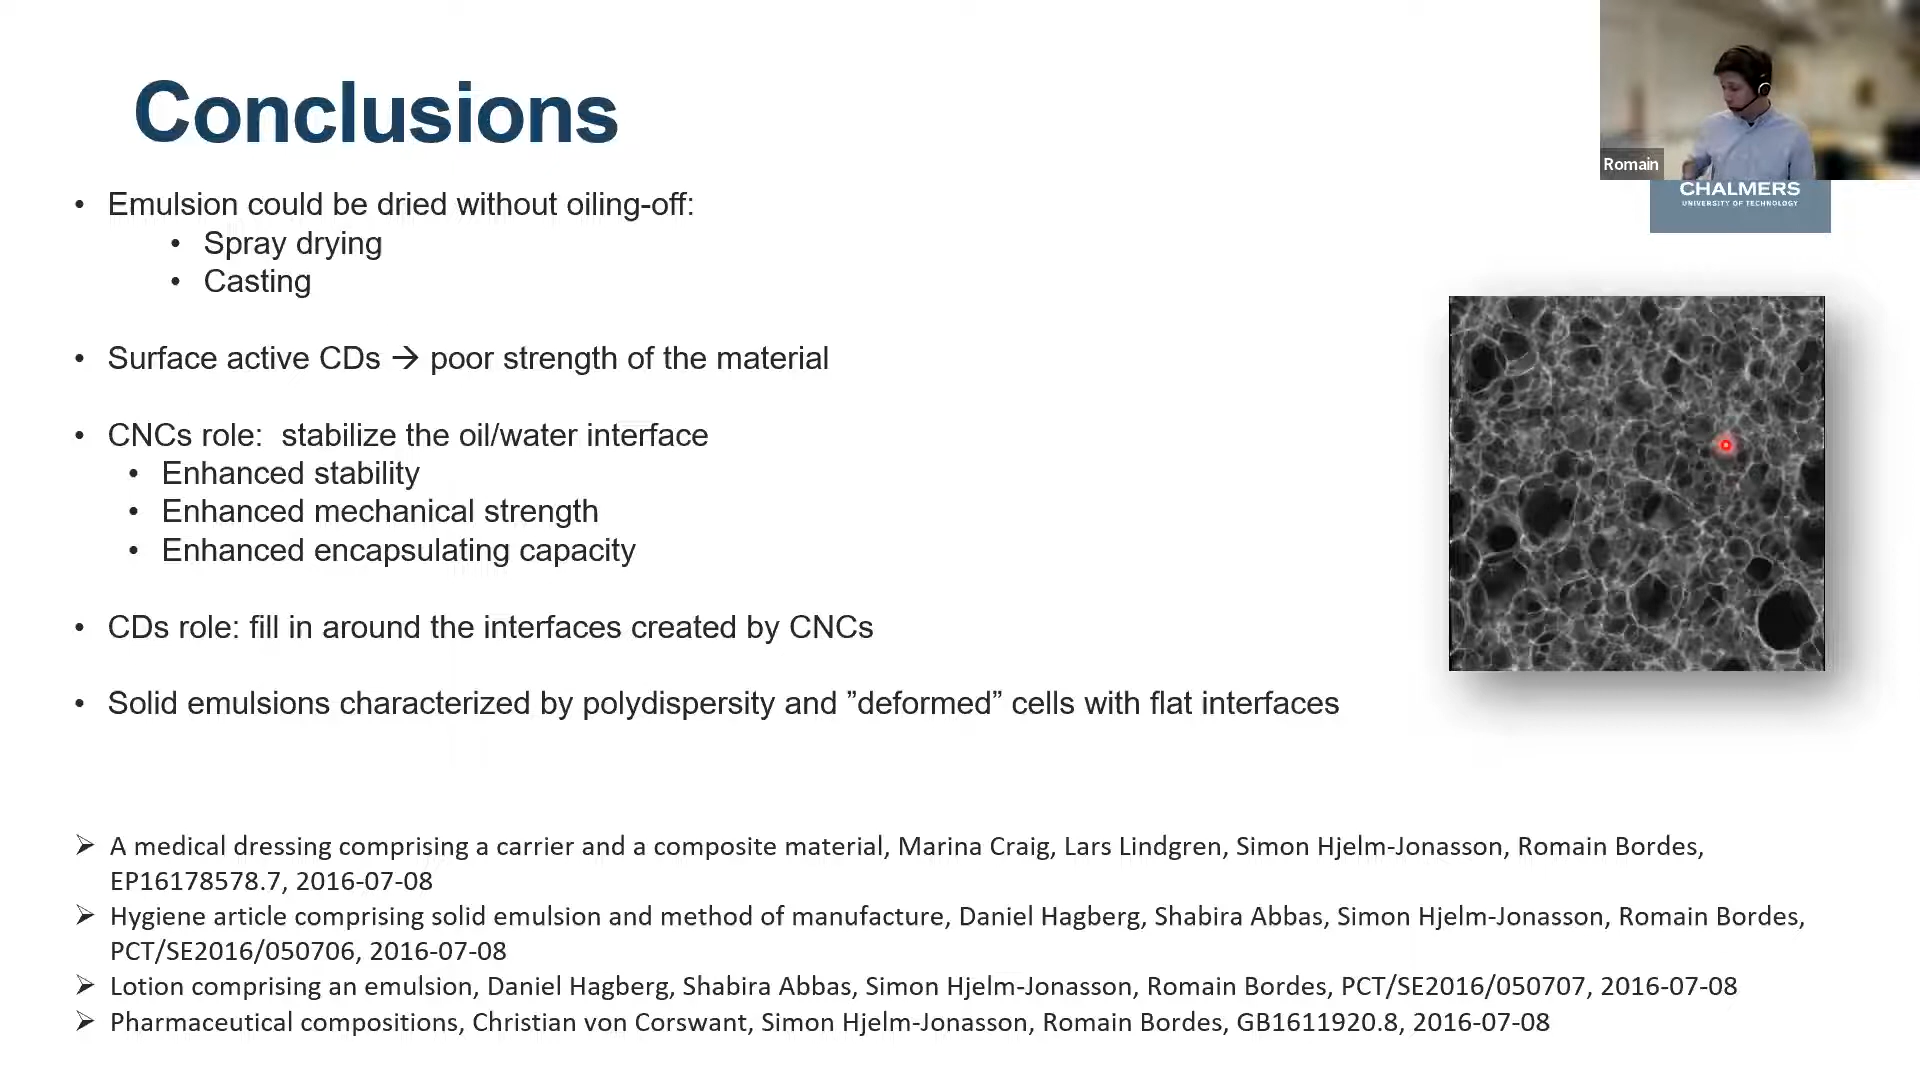 Conclusions
Romain
CHALMERS
UNIVERSITY OF TECHNOLOGY
• Emulsion could be dried without oiling-off:
• Spray drying
• Casting
• Surface active CDs → poor strength of the material
• CNCs role:  stabilize the oil/water interface
• Enhanced stability
• Enhanced mechanical strength
• Enhanced encapsulating capacity
• CDs role: fill in around the interfaces created by CNCs
• Solid emulsions characterized by polydispersity and ”deformed” cells with flat interfaces
➢ A medical dressing comprising a carrier and a composite material, Marina Craig, Lars Lindgren, Simon Hjelm-Jonasson, Romain Bordes,
EP16178578.7, 2016-07-08
➢ Hygiene article comprising solid emulsion and method of manufacture, Daniel Hagberg, Shabira Abbas, Simon Hjelm-Jonasson, Romain Bordes,
PCT/SE2016/050706, 2016-07-08
➢ Lotion comprising an emulsion, Daniel Hagberg, Shabira Abbas, Simon Hjelm-Jonasson, Romain Bordes, PCT/SE2016/050707, 2016-07-08
➢ Pharmaceutical compositions, Christian von Corswant, Simon Hjelm-Jonasson, Romain Bordes, GB1611920.8, 2016-07-08